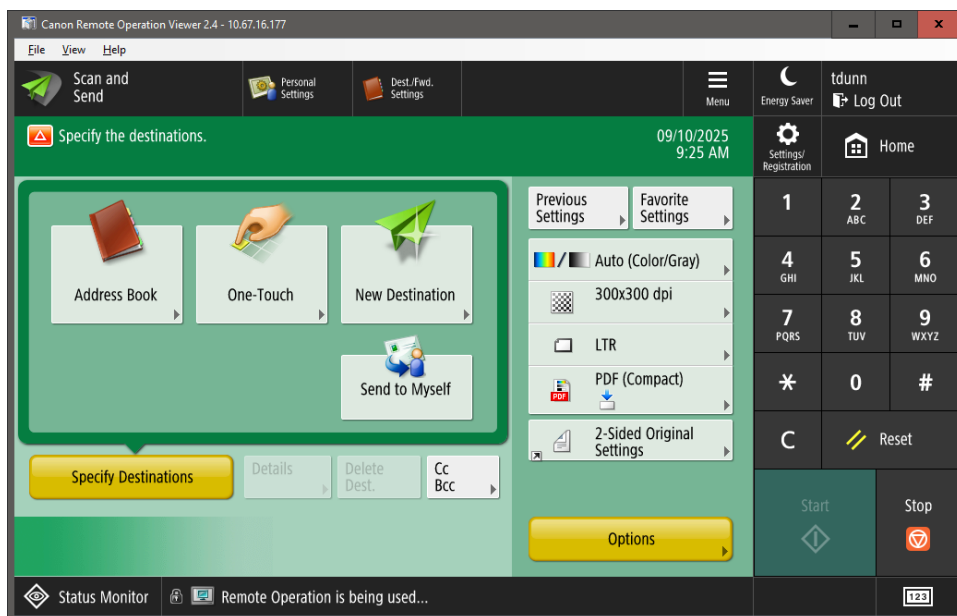 Canon Remote Operation Viewer 2.4 - 10.67.16.177
File View Help
Scan and
Send
Personal
Settings
Dest./Fwd.
Settings
Menu
Energy Saver
tdunn
Log Out
Specify the destinations.
09/10/2025
9:25 AM
Settings/
Registration
Home
Address Book
One-Touch
New Destination
Send to Myself
Specify Destinations
Details
Delete
Dest.
Cc
Bcc
Previous
Settings
Favorite
Settings
Auto (Color/Gray)
300x300 dpi
LTR
PDF
PDF (Compact)
2-Sided Original
Settings
Options
1
2
ABC
3
DEF
4
GHI
5
JKL
6
MNO
7
PQRS
8
TUV
9
WXYZ
*
0
#
C
Reset
Start
Stop
Status Monitor
Remote Operation is being used...
123